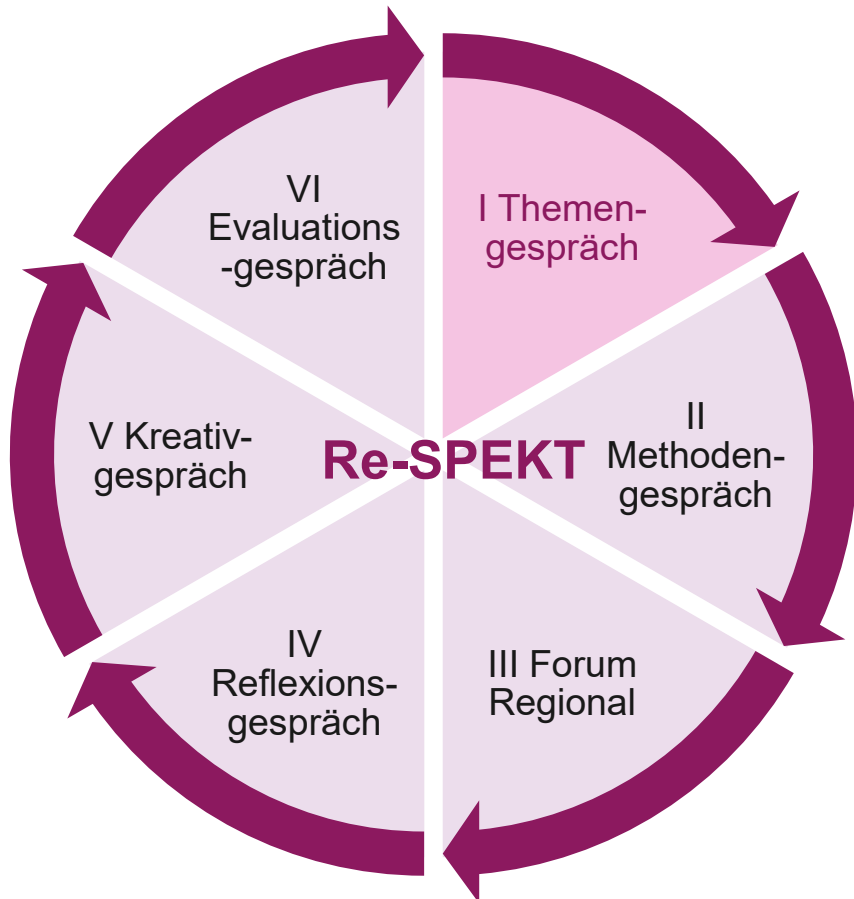 I Themen-
gespräch
II
Methoden-
gespräch
III Forum
Regional
IV
Reflexions-
gespräch
V Kreativ-
gespräch
VI
Evaluations
-gespräch
Re-SPEKT